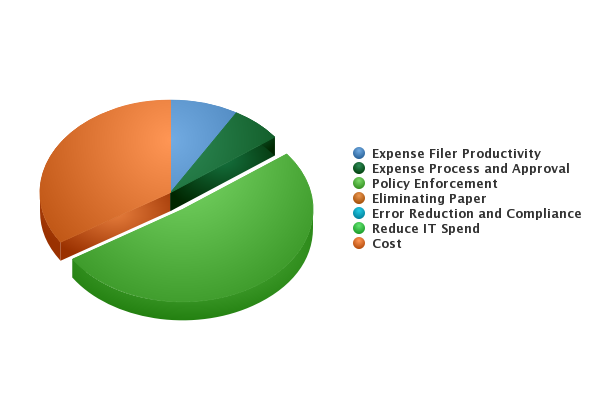 Expense Filer Productivity
Expense Process and Approval
Policy Enforcement
Eliminating Paper
Error Reduction and Compliance
Reduce IT Spend
Cost